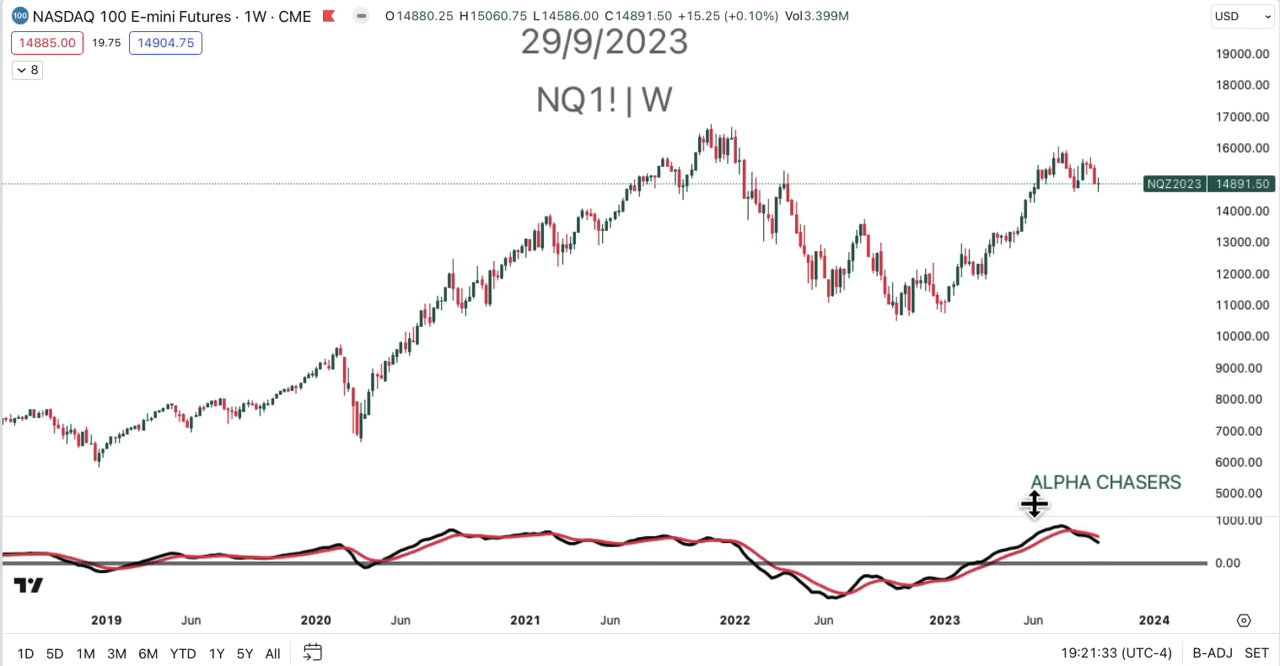 100 NASDAQ 100 E-mini Futures · 1W · CME O14880.25 H15060.75 L14586.00 C14891.50 +15.25 (+0.10%) Vol3.399M
USD
14885.00 19.75 14904.75
8
29/9/2023
NQ1! | W
19000.00
18000.00
17000.00
16000.00
NQZ2023 14891.50
14000.00
13000.00
12000.00
11000.00
10000.00
9000.00
8000.00
7000.00
6000.00
5000.00
ALPHA CHASERS
1000.00
0.00
2019 Jun 2020 Jun 2021 Jun 2022 Jun 2023 Jun 2024
1D 5D 1M 3M 6M YTD 1Y 5Y All 19:21:33 (UTC-4) B-ADJ SET